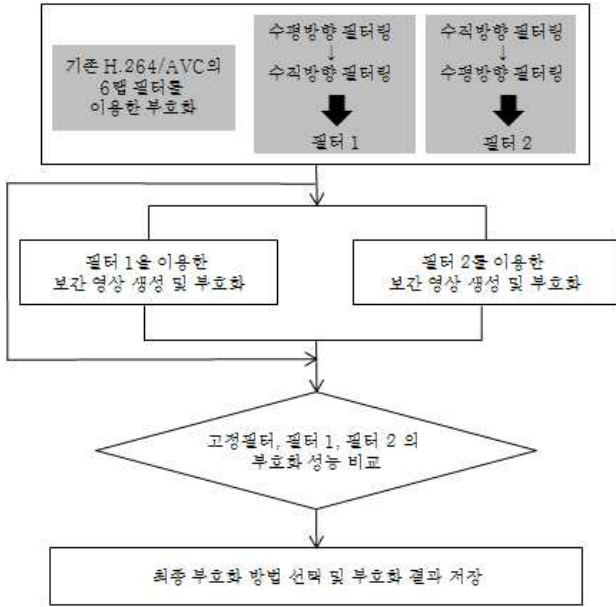 기존 H.264/AVC의
6탭 필터를
이용한 부호화
수평방향 필터링
↓
수직방향 필터링
필터 1
수직방향 필터링
↓
수평방향 필터링
필터 2
필터 1을 이용한
보간 영상 생성 및 부호화
필터 2를 이용한
보간 영상 생성 및 부호화
고정필터, 필터 1, 필터 2 의
부호화 성능 비교
최종 부호화 방법 선택 및 부호화 결과 저장